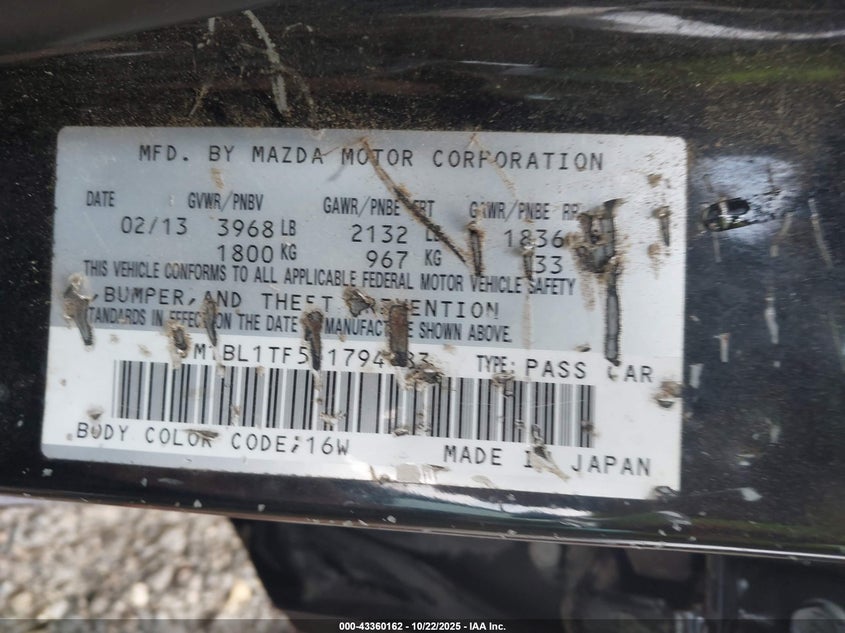 MFD. BY MAZDA MOTOR CORPORATION
DATE GVWR/PNBV GAWR/PNBE GAWR/PNBE
02/13 3968 LB 2132 LB 1836
1800 KG 967 KG
THIS VEHICLE CONFORMS TO ALL APPLICABLE FEDERAL MOTOR VEHICLE SAFETY
, BUMPER, AND THEFT PREVENTION
STANDARDS IN EFFECT ON THE DATE OF MANUFACTURE SHOWN ABOVE.
TYPE: PASS CAR
BODY COLOR CODE;16W MADE IN JAPAN
000-43360162 - 10/22/2025 - IAA Inc.